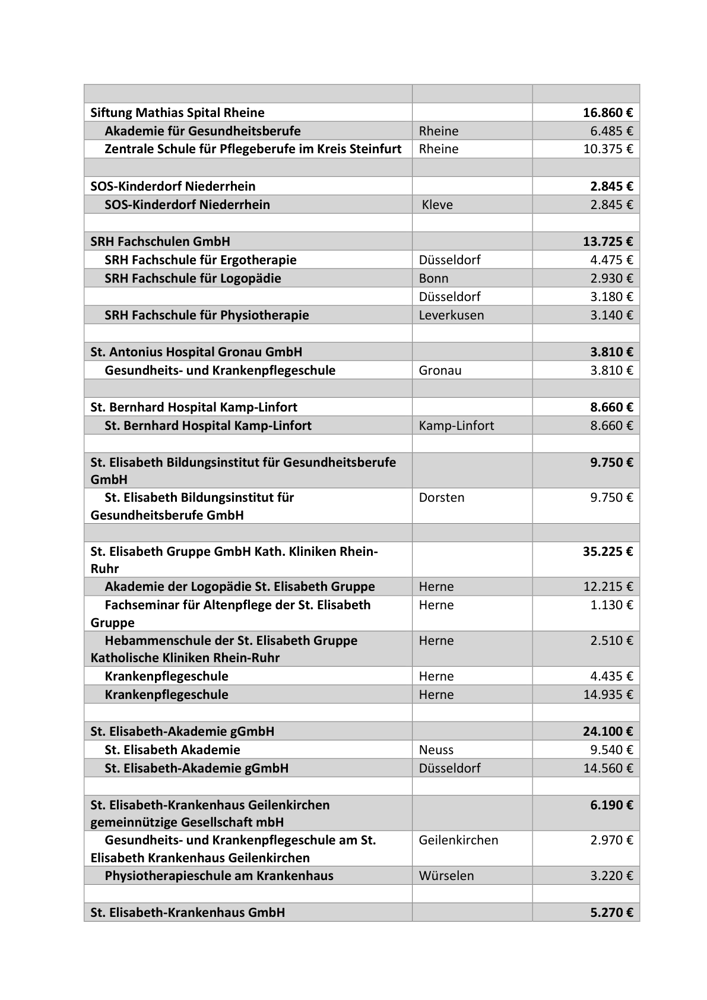 Siftung Mathias Spital Rheine 16.860 €
Akademie für Gesundheitsberufe Rheine 6.485 €
Zentrale Schule für Pflegeberufe im Kreis Steinfurt Rheine 10.375 €
SOS-Kinderdorf Niederrhein 2.845 €
SOS-Kinderdorf Niederrhein Kleve 2.845 €
SRH Fachschulen GmbH 13.725 €
SRH Fachschule für Ergotherapie Düsseldorf 4.475 €
SRH Fachschule für Logopädie Bonn 2.930 €
Düsseldorf 3.180 €
SRH Fachschule für Physiotherapie Leverkusen 3.140 €
St. Antonius Hospital Gronau GmbH 3.810 €
Gesundheits- und Krankenpflegeschule Gronau 3.810 €
St. Bernhard Hospital Kamp-Linfort 8.660 €
St. Bernhard Hospital Kamp-Linfort Kamp-Linfort 8.660 €
St. Elisabeth Bildungsinstitut für Gesundheitsberufe 9.750 €
GmbH
St. Elisabeth Bildungsinstitut für Dorsten 9.750 €
Gesundheitsberufe GmbH
St. Elisabeth Gruppe GmbH Kath. Kliniken Rhein- 35.225 €
Ruhr
Akademie der Logopädie St. Elisabeth Gruppe Herne 12.215 €
Fachseminar für Altenpflege der St. Elisabeth Herne 1.130 €
Gruppe
Hebammenschule der St. Elisabeth Gruppe Herne 2.510 €
Katholische Kliniken Rhein-Ruhr
Krankenpflegeschule Herne 4.435 €
Krankenpflegeschule Herne 14.935 €
St. Elisabeth-Akademie gGmbH 24.100 €
St. Elisabeth Akademie Neuss 9.540 €
St. Elisabeth-Akademie gGmbH Düsseldorf 14.560 €
St. Elisabeth-Krankenhaus Geilenkirchen 6.190 €
gemeinnützige Gesellschaft mbH
Gesundheits- und Krankenpflegeschule am St. Geilenkirchen 2.970 €
Elisabeth Krankenhaus Geilenkirchen
Physiotherapieschule am Krankenhaus Würselen 3.220 €
St. Elisabeth-Krankenhaus GmbH 5.270 €